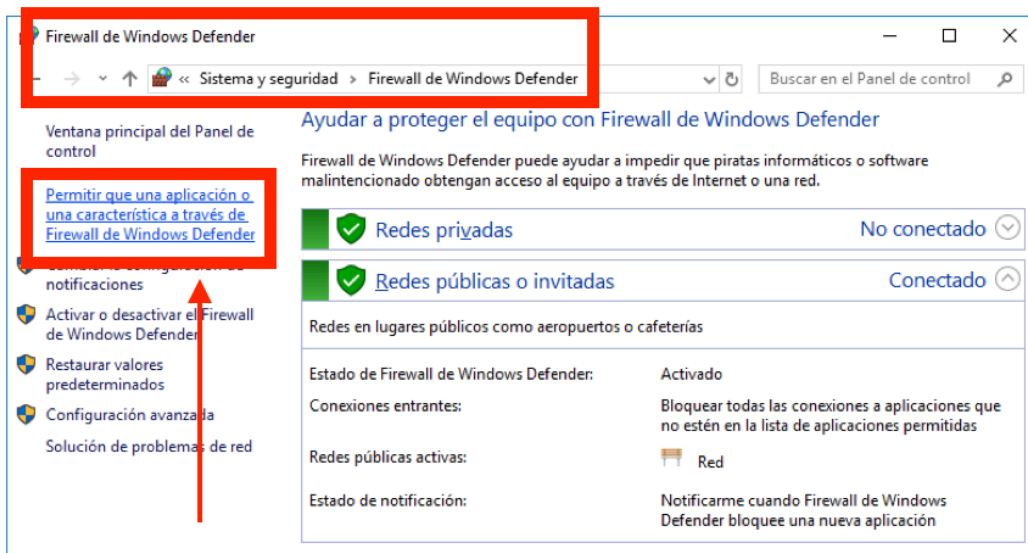 Firewall de Windows Defender
« Sistema y seguridad > Firewall de Windows Defender
Buscar en el Panel de control
Ventana principal del Panel de
control
Permitir que una aplicación o
una característica a través de
Firewall de Windows Defender
Cambiar la configuración de
notificaciones
Activar o desactivar el Firewall
de Windows Defender
Restaurar valores
predeterminados
Configuración avanzada
Solución de problemas de red
Ayudar a proteger el equipo con Firewall de Windows Defender
Firewall de Windows Defender puede ayudar a impedir que piratas informáticos o software
malintencionado obtengan acceso al equipo a través de Internet o una red.
Redes privadas No conectado
Redes públicas o invitadas Conectado
Redes en lugares públicos como aeropuertos o cafeterías
Estado de Firewall de Windows Defender: Activado
Conexiones entrantes: Bloquear todas las conexiones a aplicaciones que
no estén en la lista de aplicaciones permitidas
Redes públicas activas: Red
Estado de notificación: Notificarme cuando Firewall de Windows
Defender bloquee una nueva aplicación